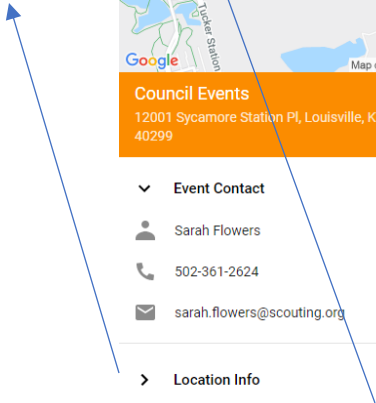 Tucker Station
Google
Map
Council Events
12001 Sycamore Station Pl, Louisville, K
40299
Event Contact
Sarah Flowers
502-361-2624
sarah.flowers@scouting.org
Location Info